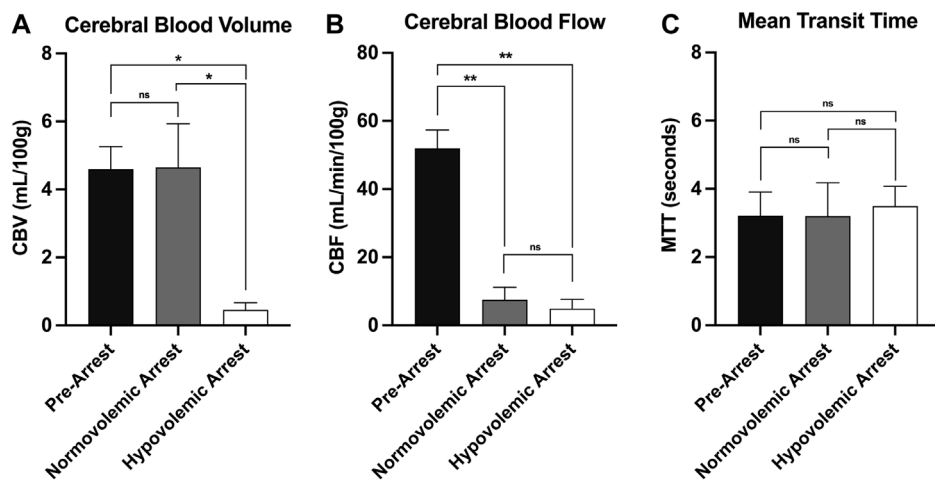 A Cerebral Blood Volume
CBV (mL/100g)
8
6
4
2
0
*
*
ns
Pre-Arrest
Normovolemic Arrest
Hypovolemic Arrest
B Cerebral Blood Flow
CBF (mL/min/100g)
80
60
40
20
0
**
**
ns
Pre-Arrest
Normovolemic Arrest
Hypovolemic Arrest
C Mean Transit Time
MTT (seconds)
8
6
4
2
0
ns
ns
ns
Pre-Arrest
Normovolemic Arrest
Hypovolemic Arrest